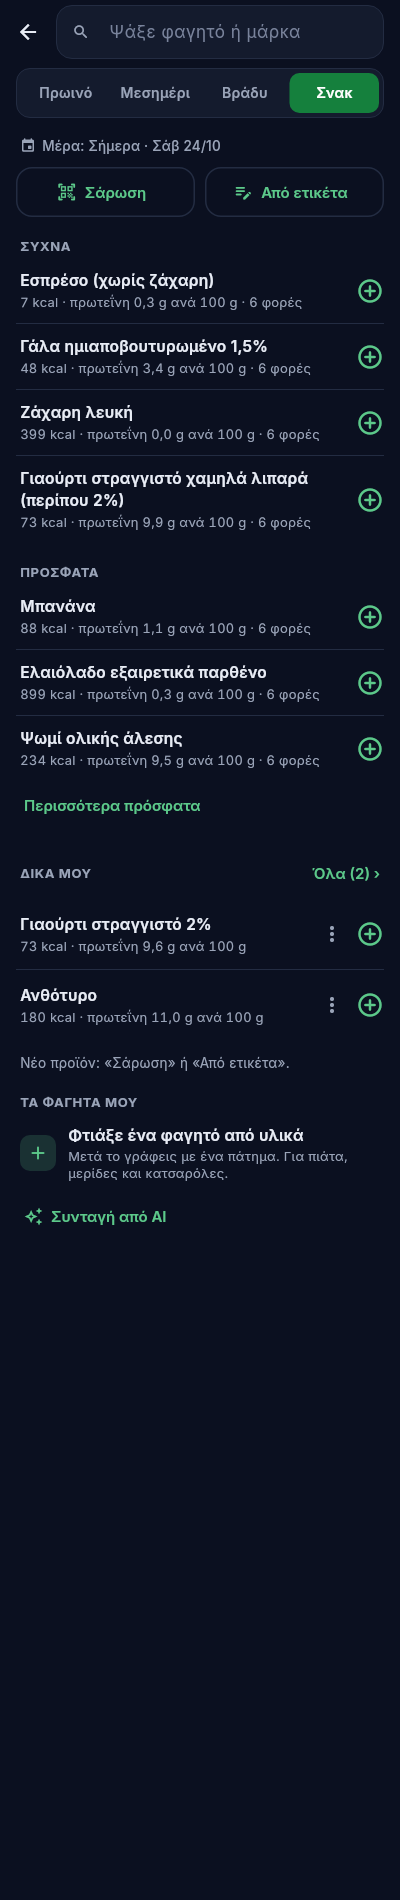 Ψάξε φαγητό ή μάρκα
Πρωινό Μεσημέρι Βράδυ Σνακ
Μέρα: Σήμερα · Σάβ 24/10
Σάρωση Από ετικέτα
ΣΥΧΝΑ
Εσπρέσο (χωρίς ζάχαρη)
7 kcal · πρωτεΐνη 0,3 g ανά 100 g · 6 φορές
Γάλα ημιαποβουτυρωμένο 1,5%
48 kcal · πρωτεΐνη 3,4 g ανά 100 g · 6 φορές
Ζάχαρη λευκή
399 kcal · πρωτεΐνη 0,0 g ανά 100 g · 6 φορές
Γιαούρτι στραγγιστό χαμηλά λιπαρά
(περίπου 2%)
73 kcal · πρωτεΐνη 9,9 g ανά 100 g · 6 φορές
ΠΡΟΣΦΑΤΑ
Μπανάνα
88 kcal · πρωτεΐνη 1,1 g ανά 100 g · 6 φορές
Ελαιόλαδο εξαιρετικά παρθένο
899 kcal · πρωτεΐνη 0,3 g ανά 100 g · 6 φορές
Ψωμί ολικής άλεσης
234 kcal · πρωτεΐνη 9,5 g ανά 100 g · 6 φορές
Περισσότερα πρόσφατα
ΔΙΚΑ ΜΟΥ Όλα (2) ›
Γιαούρτι στραγγιστό 2%
73 kcal · πρωτεΐνη 9,6 g ανά 100 g
Ανθότυρο
180 kcal · πρωτεΐνη 11,0 g ανά 100 g
Νέο προϊόν: «Σάρωση» ή «Από ετικέτα».
ΤΑ ΦΑΓΗΤΑ ΜΟΥ
Φτιάξε ένα φαγητό από υλικά
Μετά το γράφεις με ένα πάτημα. Για πιάτα,
μερίδες και κατσαρόλες.
Συνταγή από AI